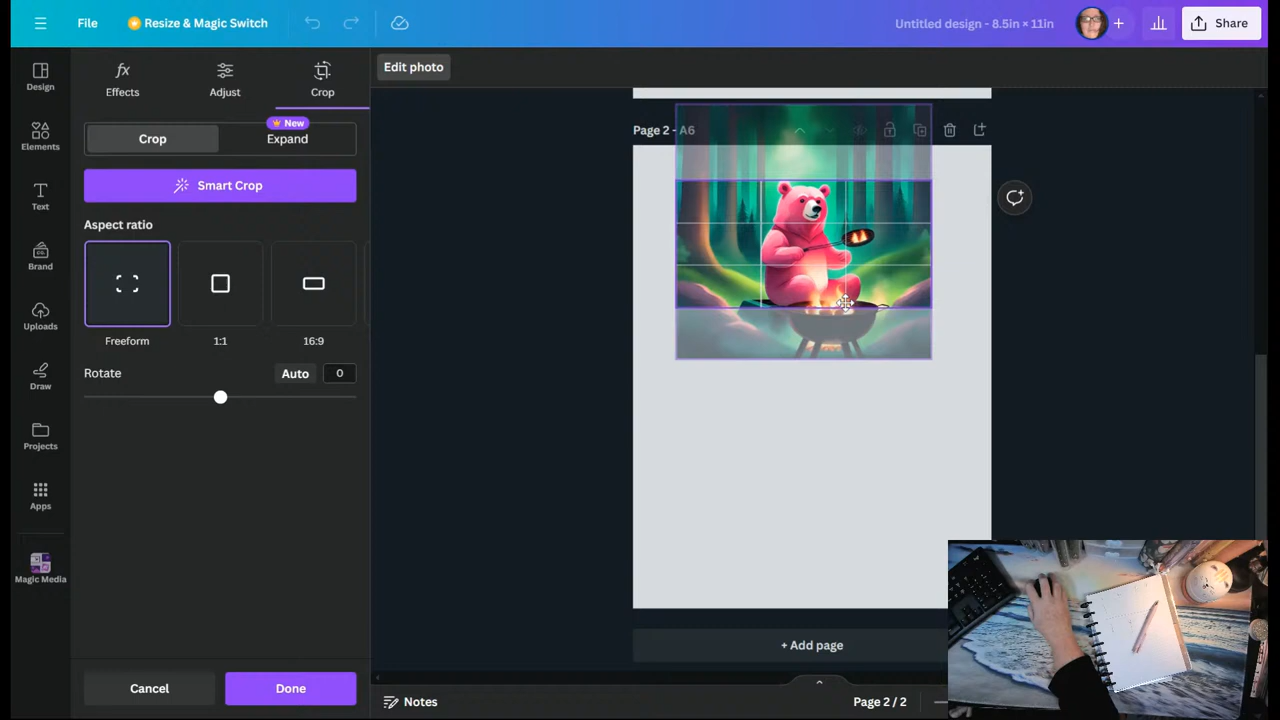 File
Resize & Magic Switch
Untitled design - 8.5in × 11in
+
Share
Design
Elements
Text
Brand
Uploads
Draw
Projects
Apps
Magic Media
fx
Effects
Adjust
Crop
Edit photo
Crop
New
Expand
Smart Crop
Aspect ratio
Freeform
1:1
16:9
Rotate
Auto
0
Cancel
Done
Page 2 - A6
+ Add page
Notes
Page 2 / 2